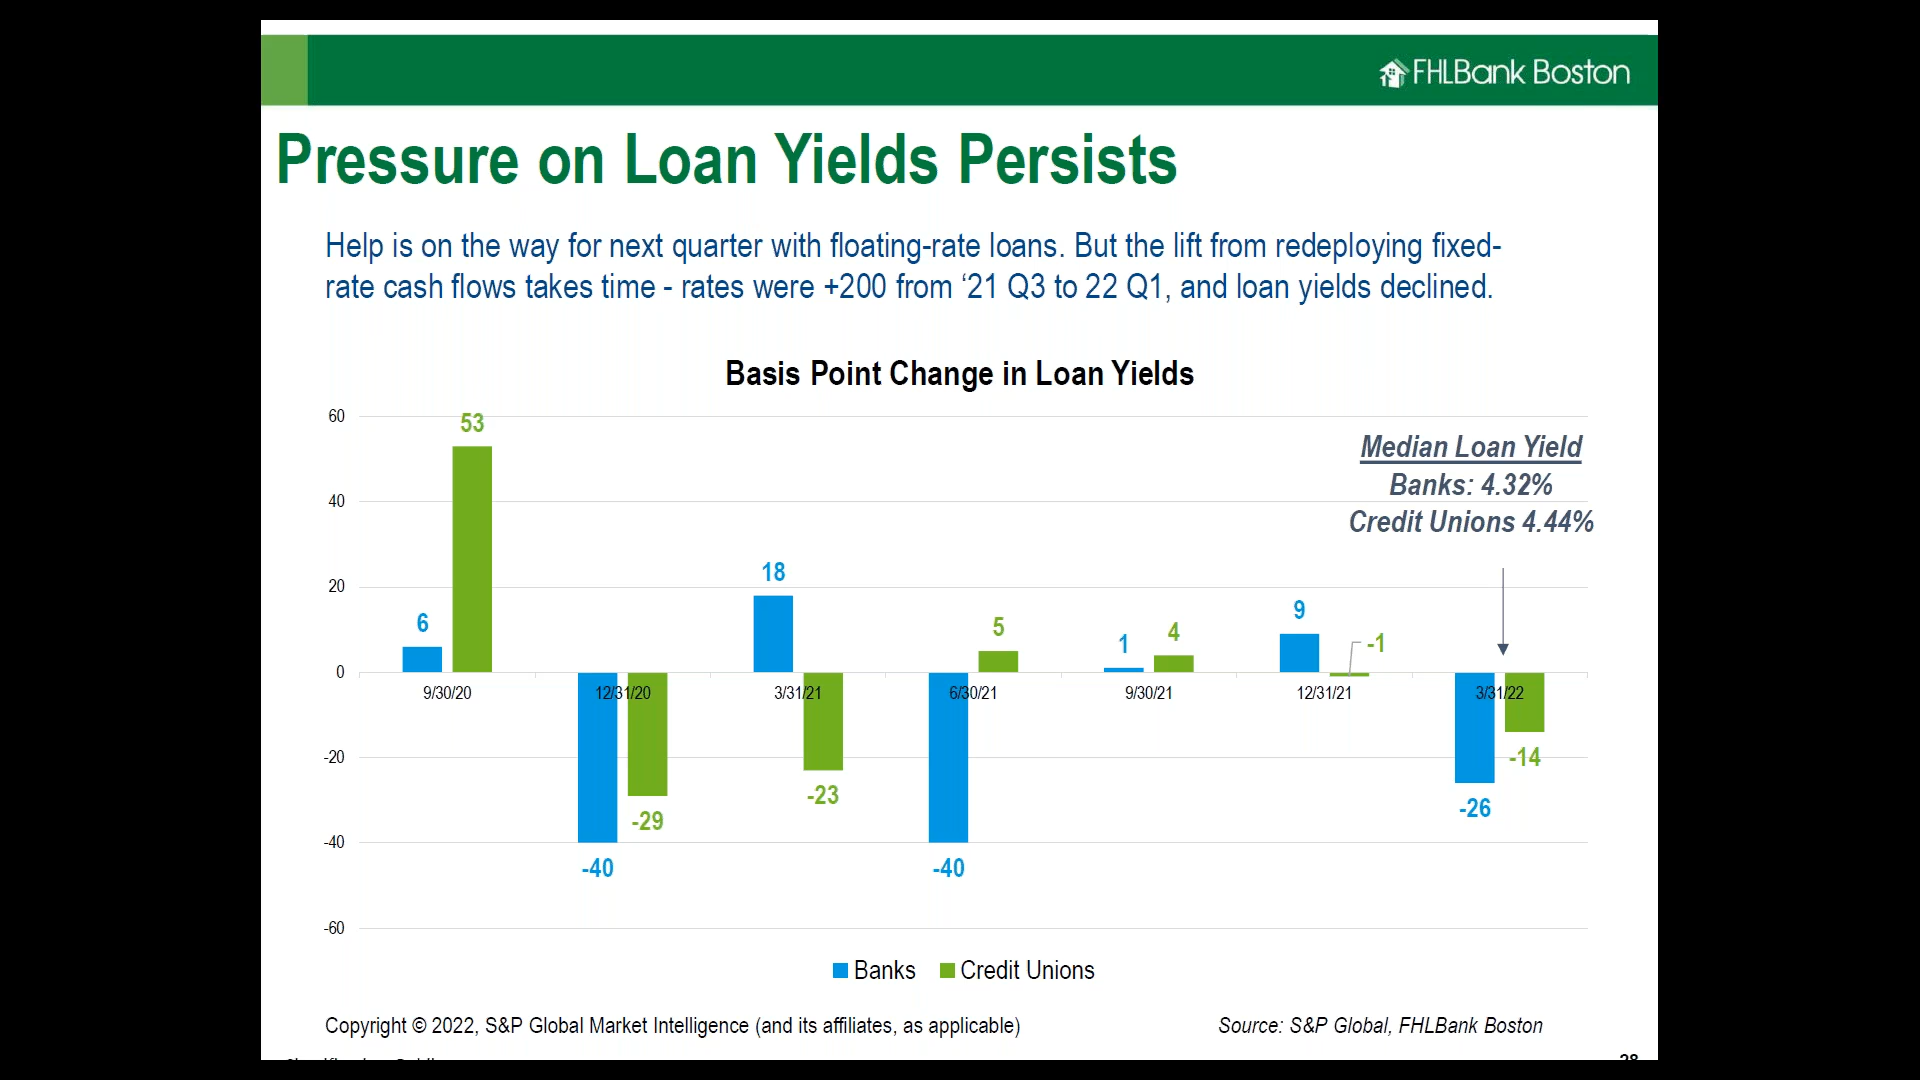 FHLBank Boston
Pressure on Loan Yields Persists
Help is on the way for next quarter with floating-rate loans. But the lift from redeploying fixed-
rate cash flows takes time - rates were +200 from ‘21 Q3 to 22 Q1, and loan yields declined.
Basis Point Change in Loan Yields
60
40
20
0
-20
-40
-60
Median Loan Yield
Banks: 4.32%
Credit Unions 4.44%
6
53
-40
-29
18
-23
-40
5
1
4
9
-1
-26
-14
9/30/20
12/31/20
3/31/21
6/30/21
9/30/21
12/31/21
3/31/22
Banks
Credit Unions
Copyright © 2022, S&P Global Market Intelligence (and its affiliates, as applicable)
Source: S&P Global, FHLBank Boston